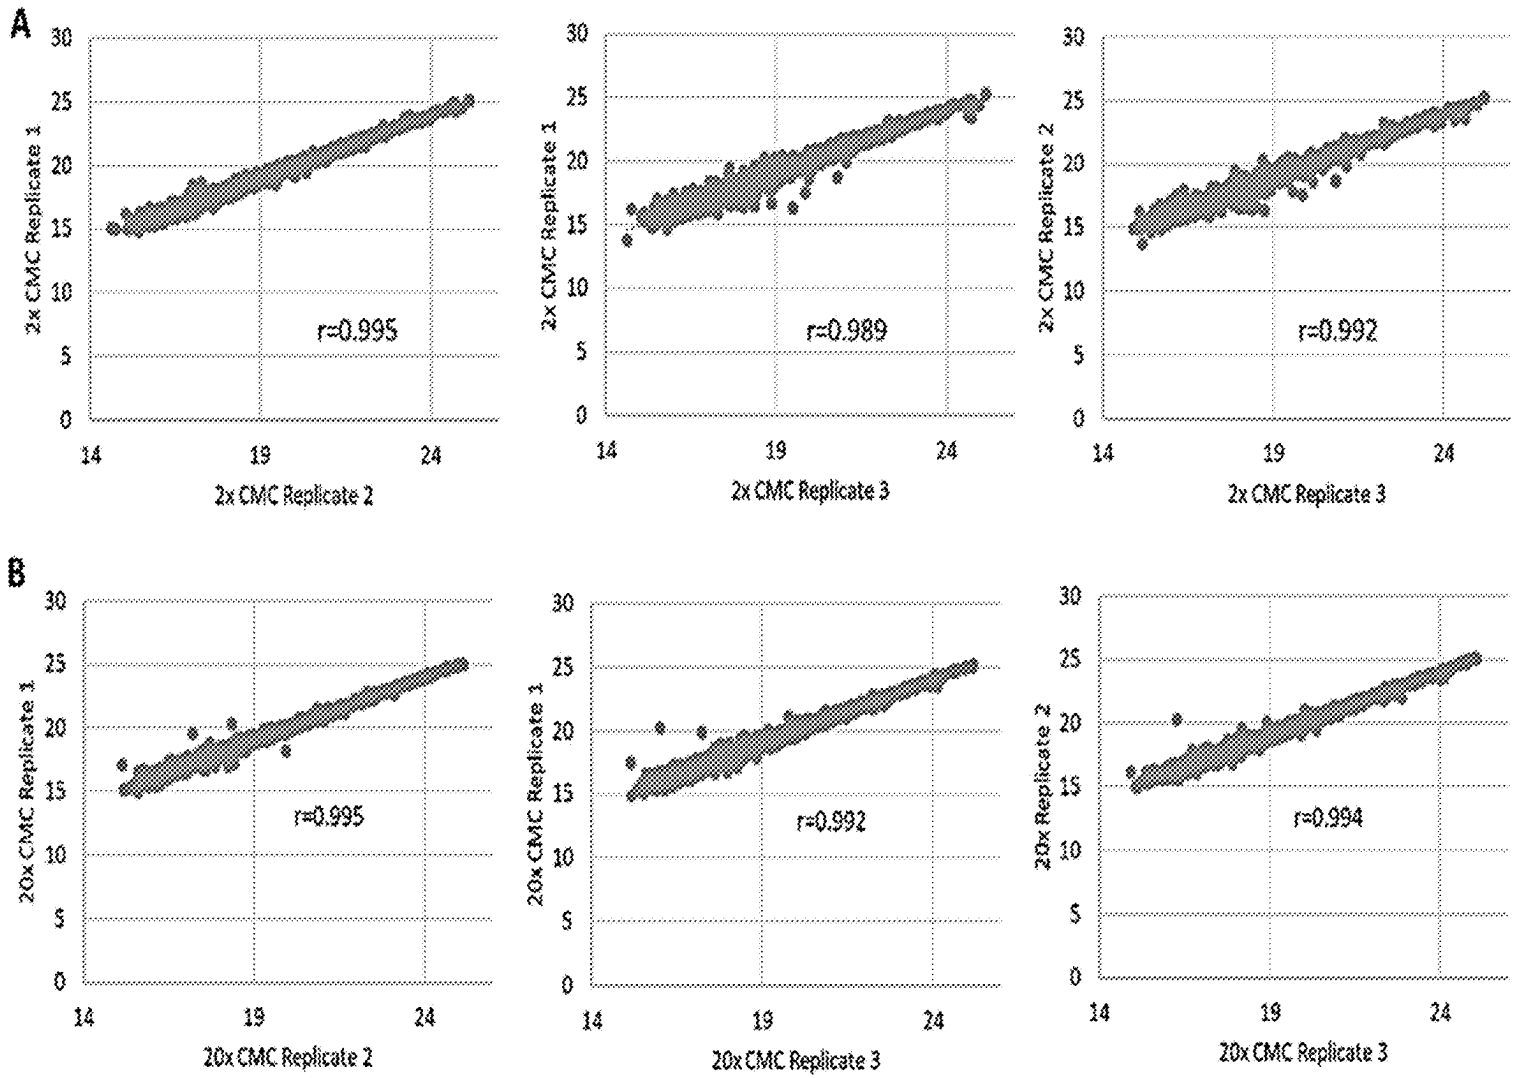 A
30
25
20
15
10
5
0
14 19 24
2x CMC Replicate 1
2x CMC Replicate 2
r=0.995
30
25
20
15
10
5
0
14 19 24
2x CMC Replicate 1
2x CMC Replicate 3
r=0.989
30
25
20
15
10
5
0
14 19 24
2x CMC Replicate 2
2x CMC Replicate 3
r=0.992
B
30
25
20
15
10
5
0
14 19 24
20x CMC Replicate 1
20x CMC Replicate 2
r=0.995
30
25
20
15
10
5
0
14 19 24
20x CMC Replicate 1
20x CMC Replicate 3
r=0.992
30
25
20
15
10
5
0
14 19 24
20x Replicate 2
20x CMC Replicate 3
r=0.994